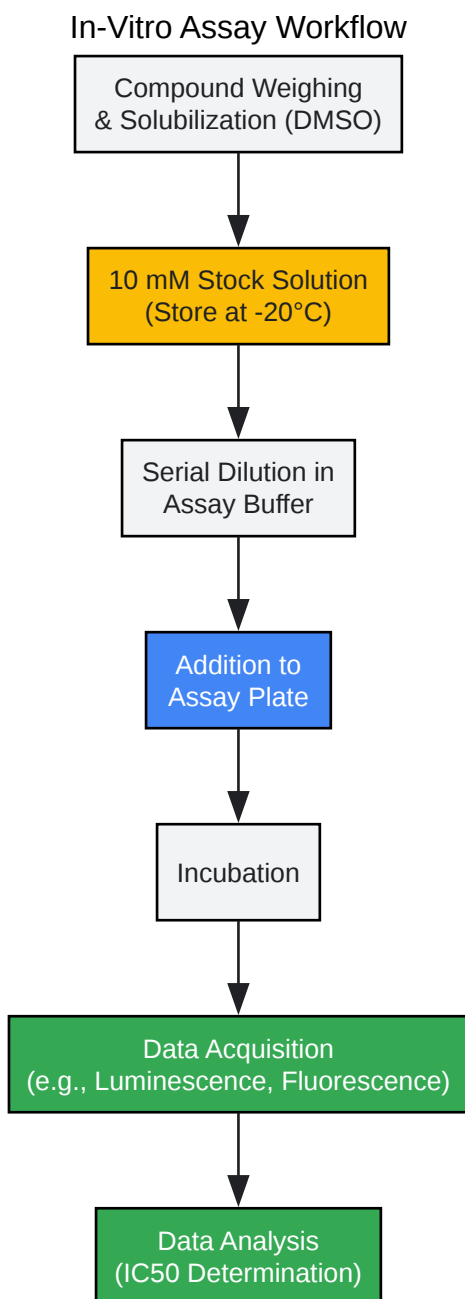 In-Vitro Assay Workflow
Compound Weighing
& Solubilization (DMSO)
10 mM Stock Solution
(Store at -20°C)
Serial Dilution in
Assay Buffer
Addition to
Assay Plate
Incubation
Data Acquisition
(e.g., Luminescence, Fluorescence)
Data Analysis
(IC50 Determination)